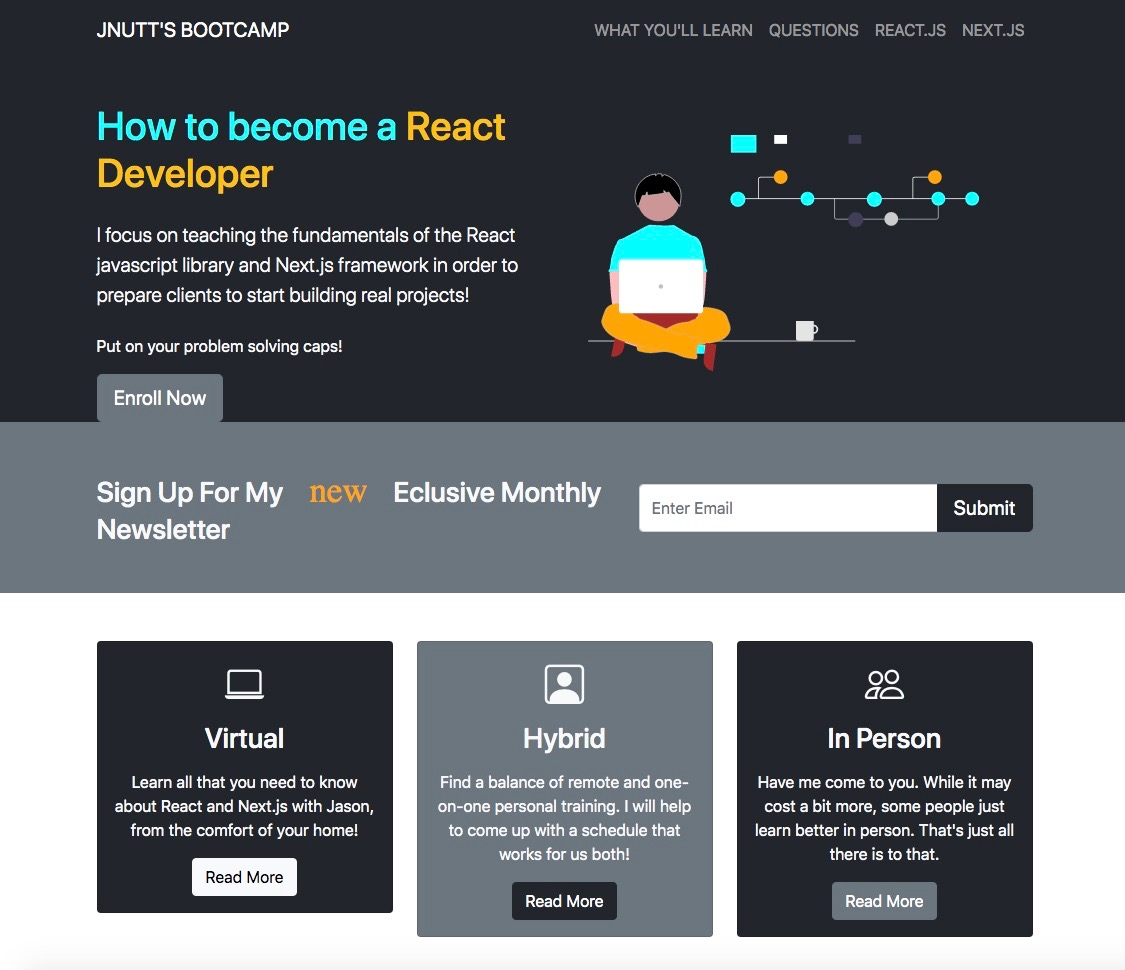 JNUTT'S BOOTCAMP
WHAT YOU'LL LEARN QUESTIONS REACT.JS NEXT.JS
How to become a React
Developer
I focus on teaching the fundamentals of the React
javascript library and Next.js framework in order to
prepare clients to start building real projects!
Put on your problem solving caps!
Enroll Now
Sign Up For My new Eclusive Monthly
Newsletter
Enter Email
Submit
Virtual
Learn all that you need to know
about React and Next.js with Jason,
from the comfort of your home!
Read More
Hybrid
Find a balance of remote and one-
on-one personal training. I will help
to come up with a schedule that
works for us both!
Read More
In Person
Have me come to you. While it may
cost a bit more, some people just
learn better in person. That's just all
there is to that.
Read More